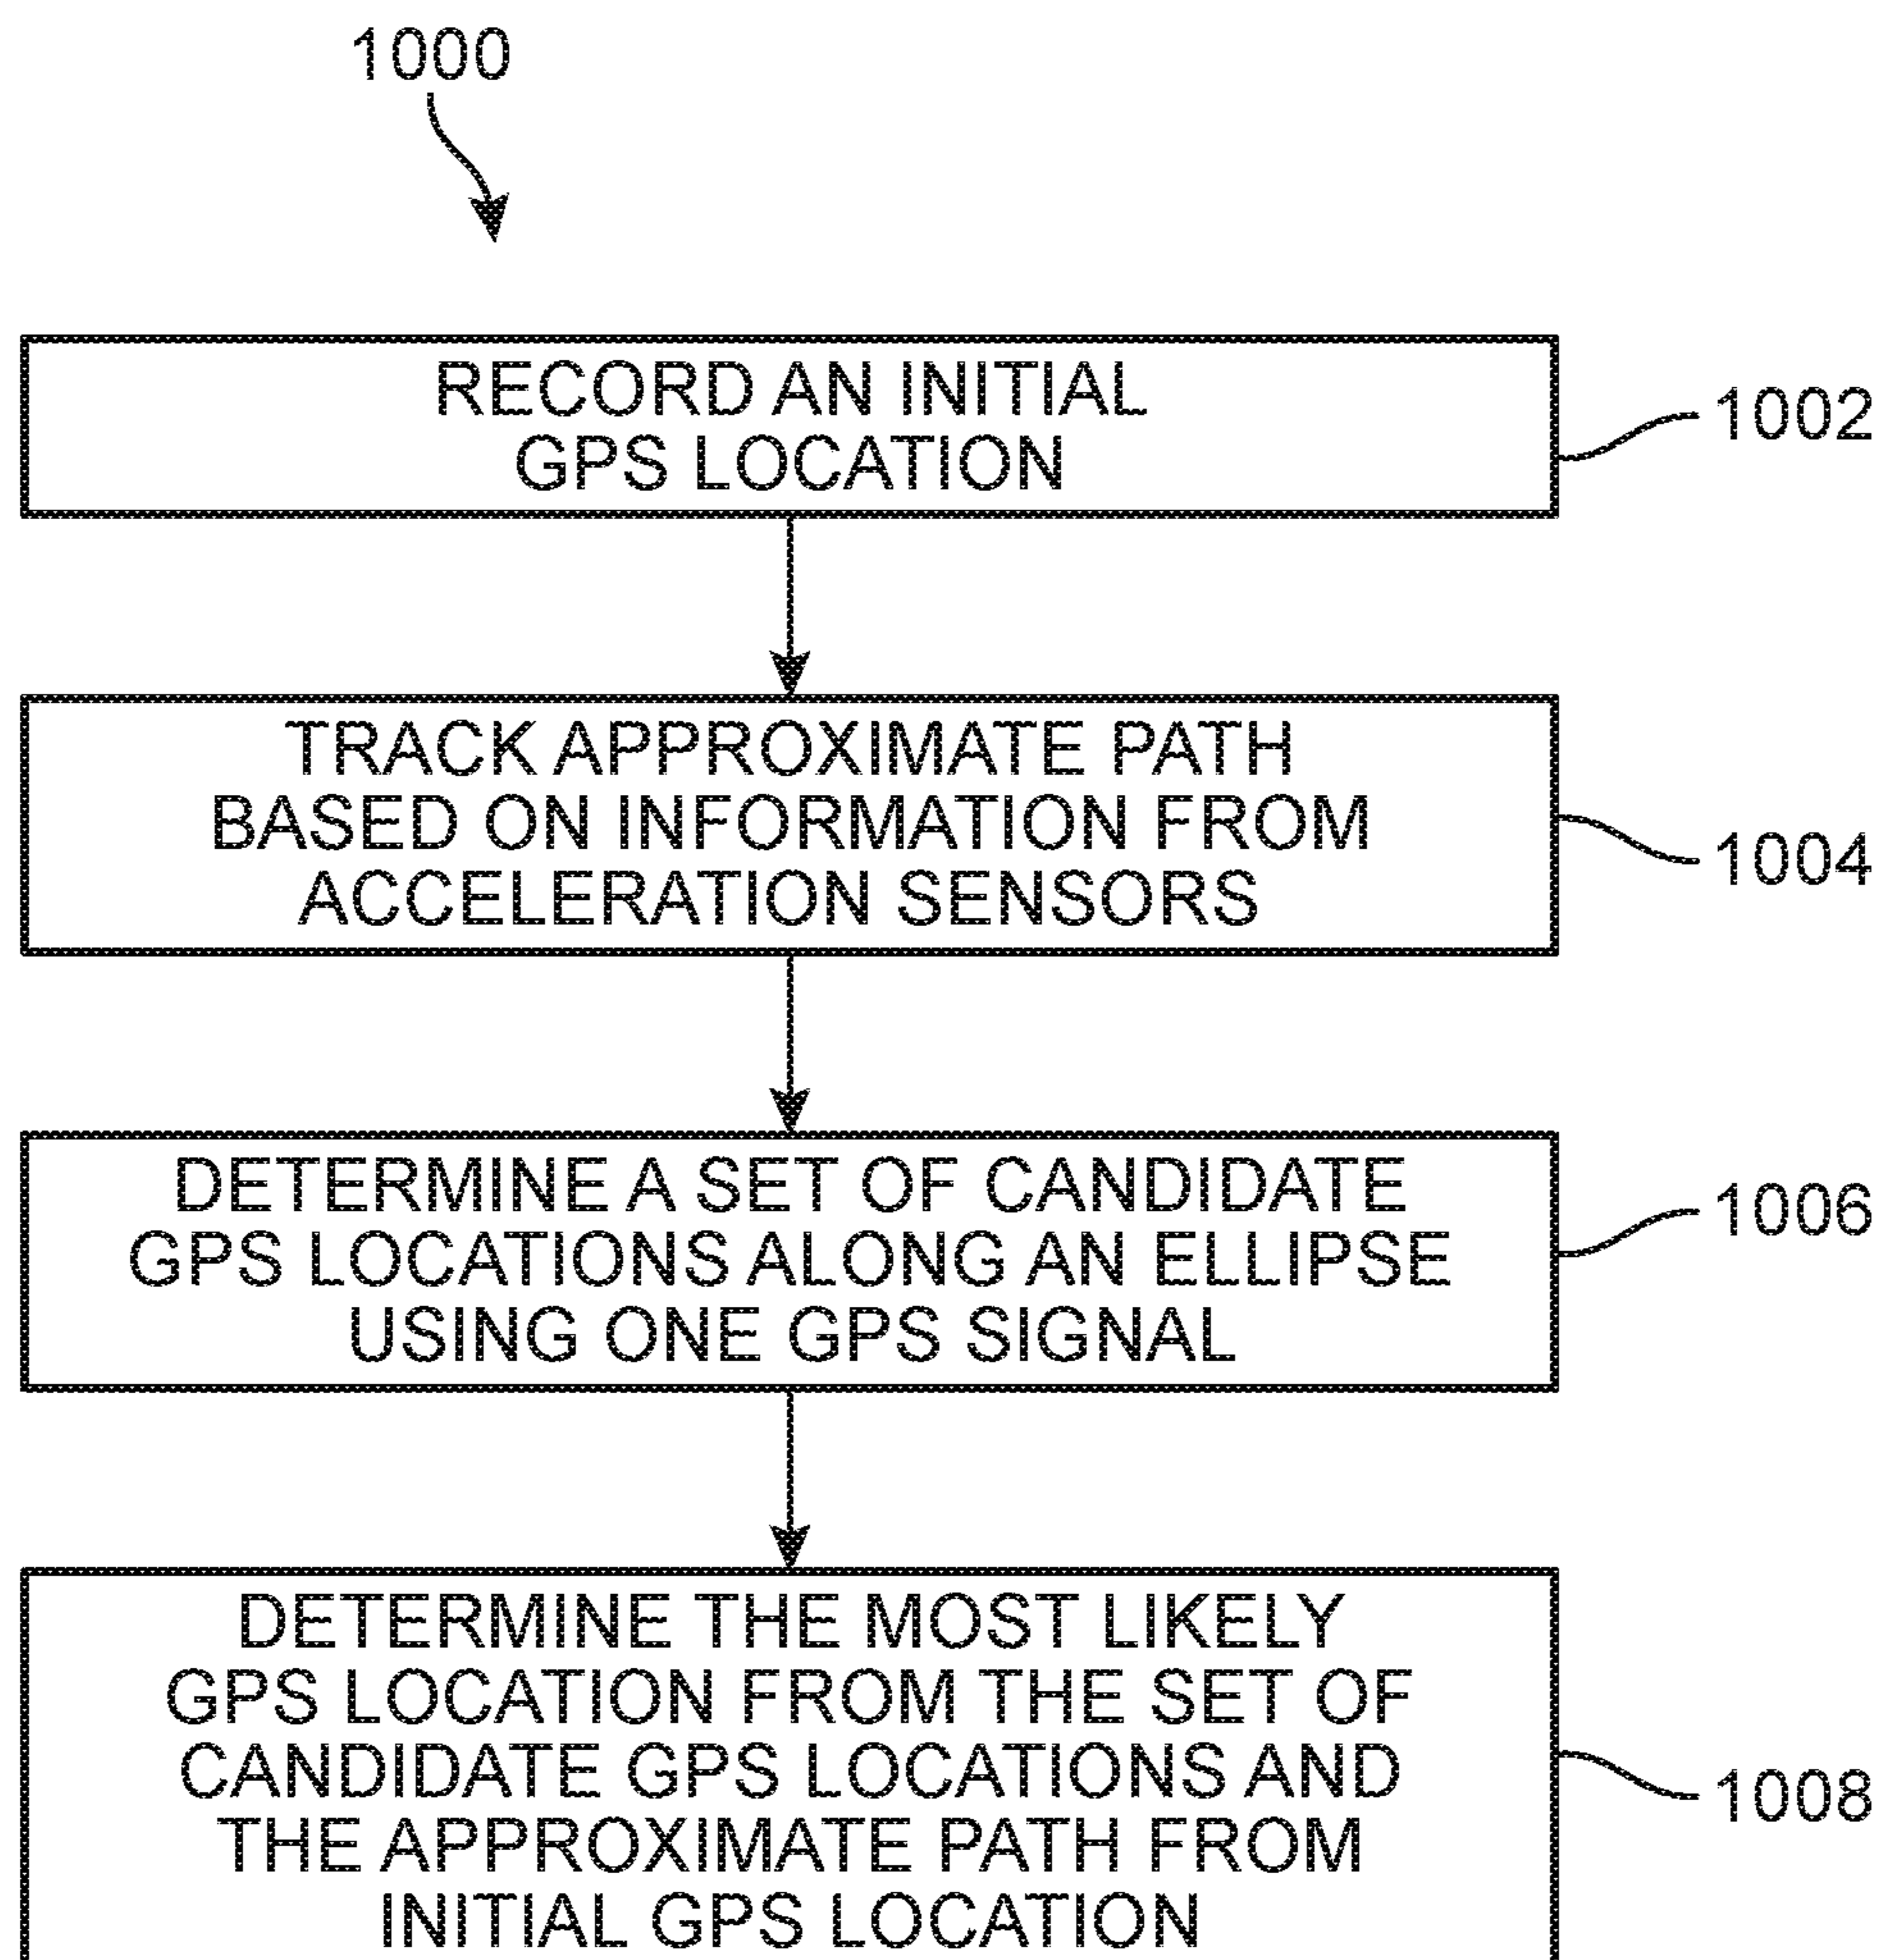 1000
RECORD AN INITIAL
GPS LOCATION
1002
TRACK APPROXIMATE PATH
BASED ON INFORMATION FROM
ACCELERATION SENSORS
1004
DETERMINE A SET OF CANDIDATE
GPS LOCATIONS ALONG AN ELLIPSE
USING ONE GPS SIGNAL
1006
DETERMINE THE MOST LIKELY
GPS LOCATION FROM THE SET OF
CANDIDATE GPS LOCATIONS AND
THE APPROXIMATE PATH FROM
INITIAL GPS LOCATION
1008